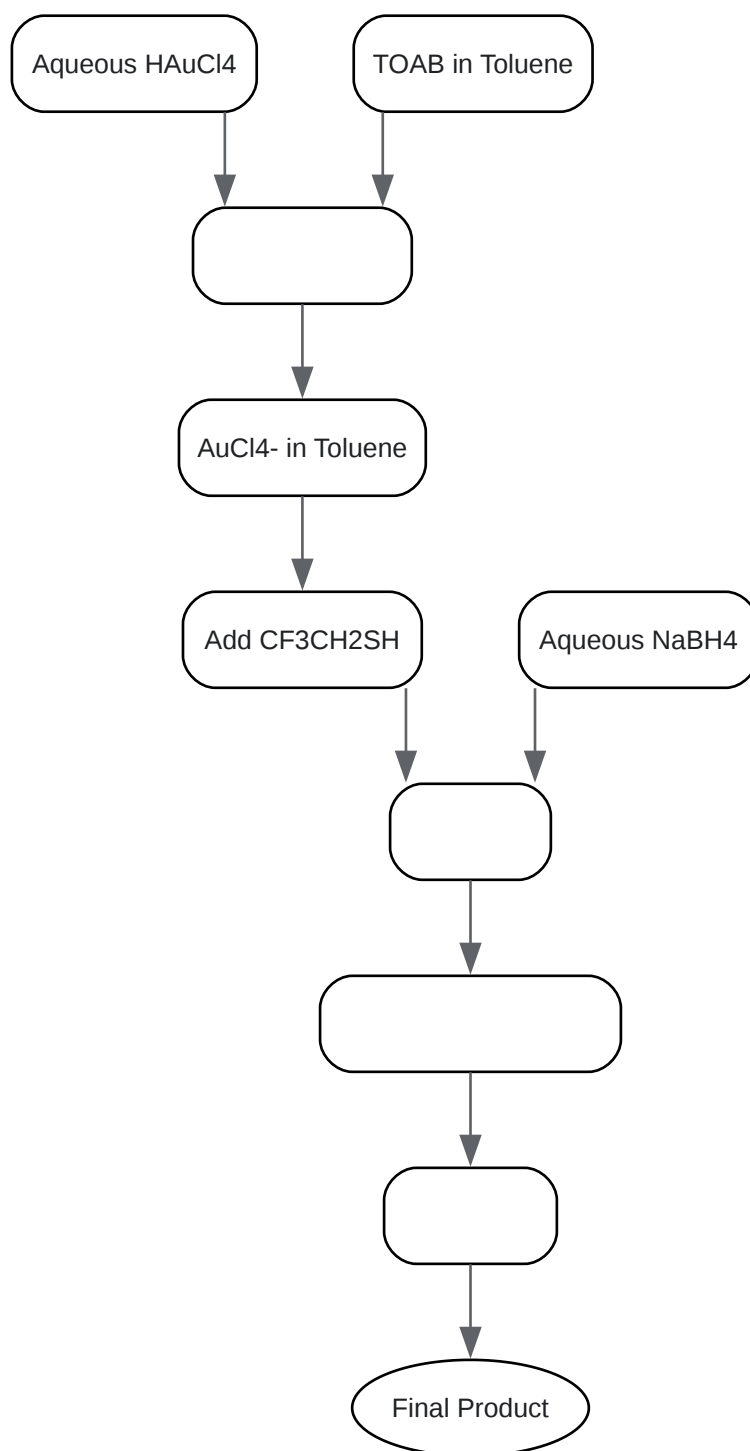 Aqueous HAuCl4
TOAB in Toluene
AuCl4- in Toluene
Add CF3CH2SH
Aqueous NaBH4
Final Product